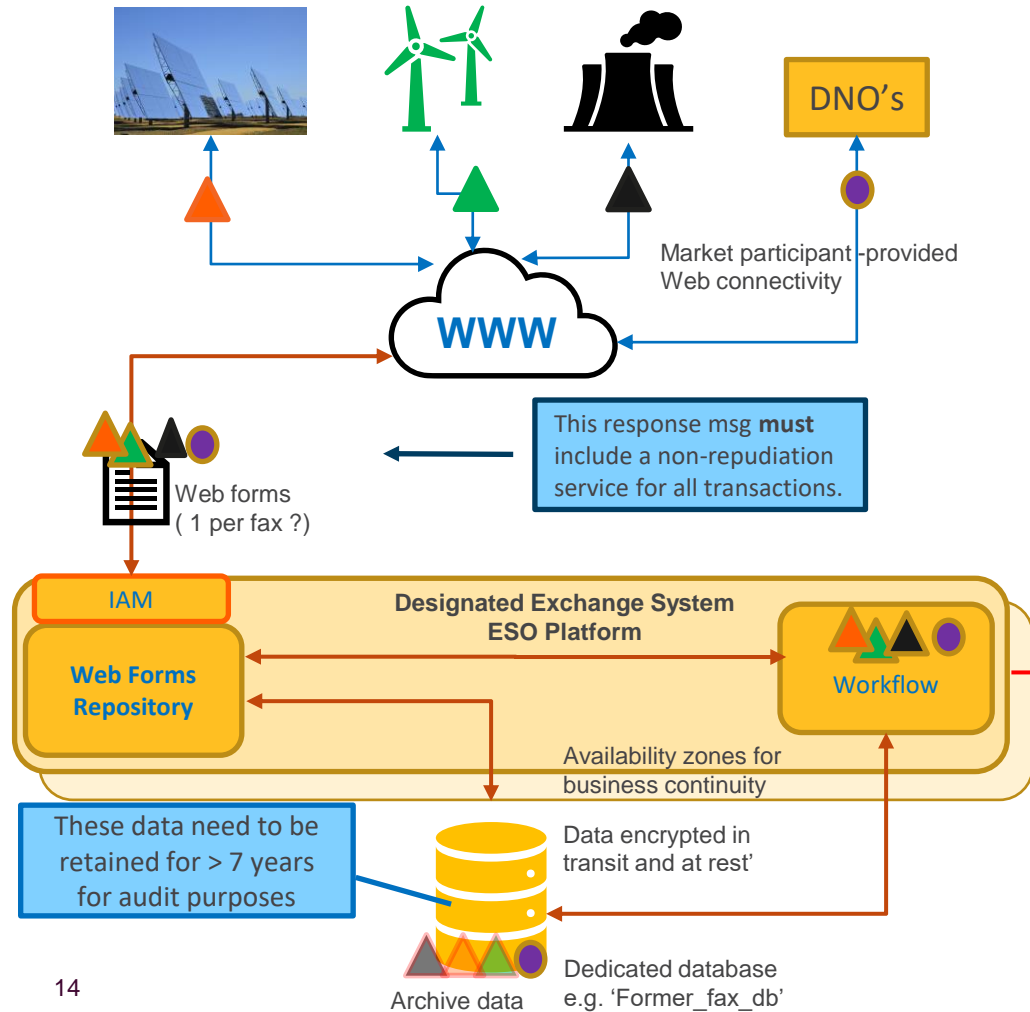 DNO's
Market participant -provided
Web connectivity
WWW
This response msg must
include a non-repudiation
service for all transactions.
Web forms
( 1 per fax ?)
IAM
Designated Exchange System
ESO Platform
Web Forms
Repository
Workflow
Availability zones for
business continuity
These data need to be
retained for > 7 years
for audit purposes
Data encrypted in
transit and at rest’
Dedicated database
e.g. ‘Former_fax_db’
Archive data
14